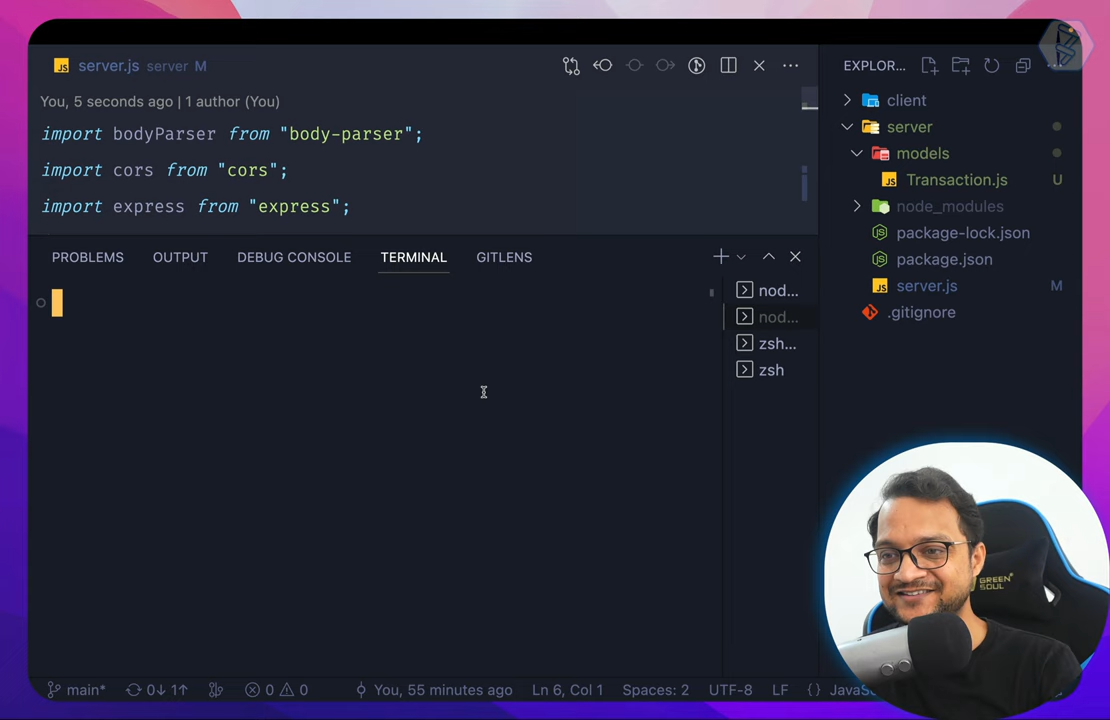 server.js server M
EXPLOR...
You, 5 seconds ago | 1 author (You)
import bodyParser from "body-parser";
import cors from "cors";
import express from "express";
client
server
models
Transaction.js U
node_modules
package-lock.json
package.json
server.js M
.gitignore
PROBLEMS OUTPUT DEBUG CONSOLE TERMINAL GITLENS
nod...
nod...
zsh...
zsh
GREEN SOUL
main* 0↓ 1↑ 0 0 You, 55 minutes ago Ln 6, Col 1 Spaces: 2 UTF-8 LF {} JavaSc